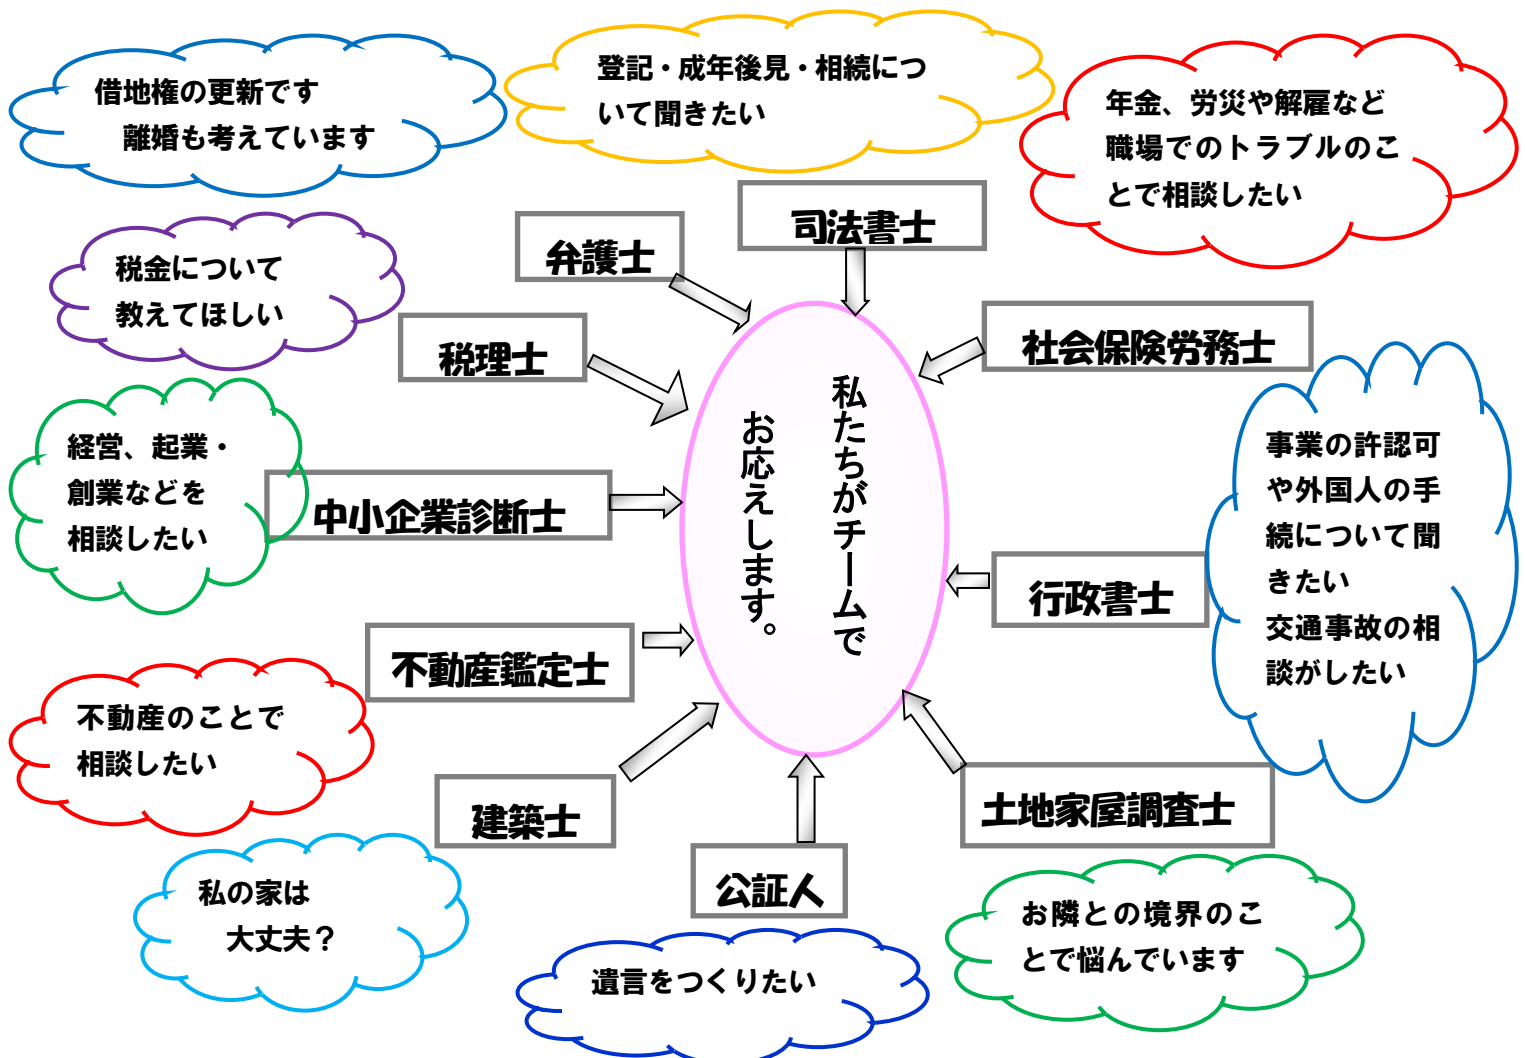 借地権の更新です
離婚も考えています
登記・成年後見・相続につ
いて聞きたい
年金、労災や解雇など
職場でのトラブルのこ
とで相談したい
司法書士
弁護士
税金について
教えてほしい
税理士
社会保険労務士
私たちがチームで
お応えします。
経営、起業・
創業などを
相談したい
中小企業診断士
事業の許認可
や外国人の手
続について聞
きたい
交通事故の相
談がしたい
行政書士
不動産鑑定士
不動産のことで
相談したい
建築士
土地家屋調査士
公証人
私の家は
大丈夫?
お隣との境界のこ
とで悩んでいます
遺言をつくりたい